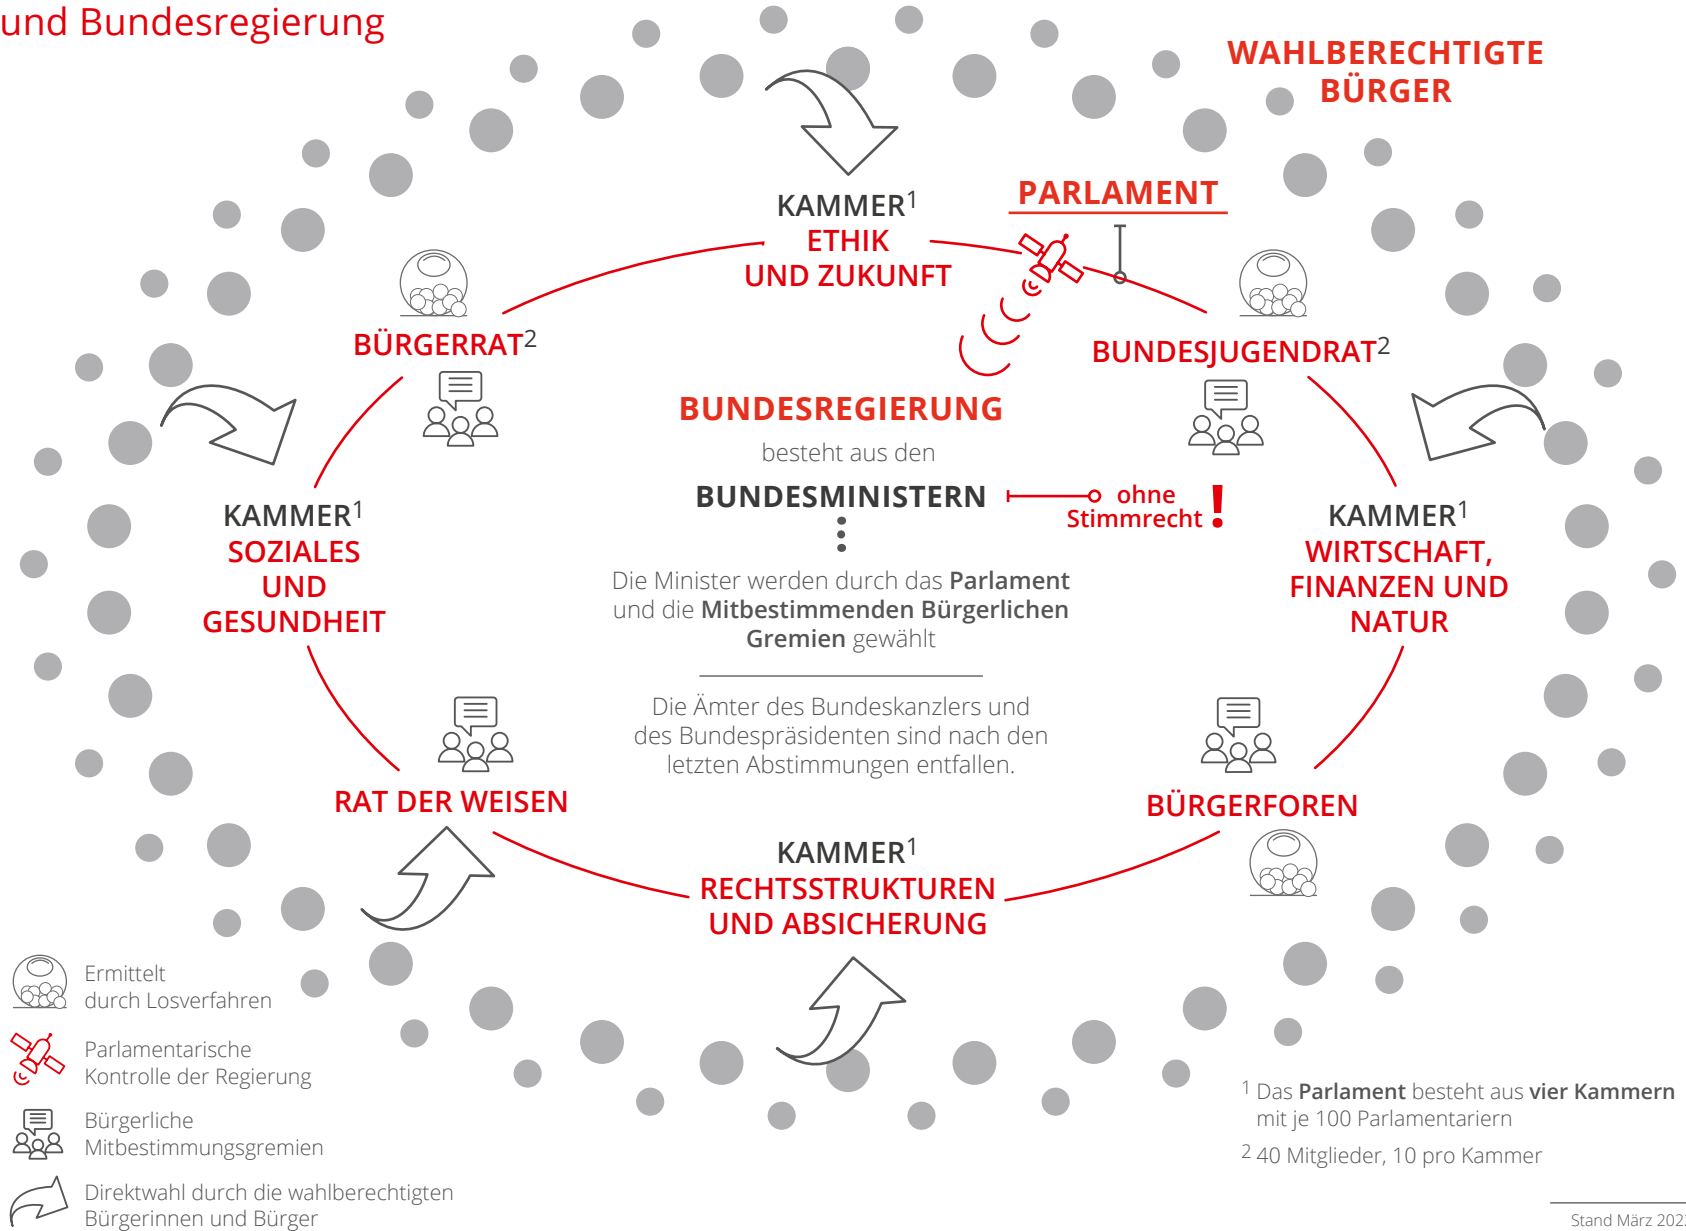 und Bundesregierung
WAHLBERECHTIGTE
BÜRGER
PARLAMENT
KAMMER1
ETHIK
UND ZUKUNFT
BÜRGERRAT2
BUNDESJUGENDRAT2
BUNDESREGIERUNG
besteht aus den
BUNDESMINISTERN
ohne
Stimmrecht !
KAMMER1
SOZIALES
UND
GESUNDHEIT
KAMMER1
WIRTSCHAFT,
FINANZEN UND
NATUR
Die Minister werden durch das Parlament
und die Mitbestimmenden Bürgerlichen
Gremien gewählt
Die Ämter des Bundeskanzlers und
des Bundespräsidenten sind nach den
letzten Abstimmungen entfallen.
RAT DER WEISEN
BÜRGERFOREN
KAMMER1
RECHTSSTRUKTUREN
UND ABSICHERUNG
Ermittelt
durch Losverfahren
Parlamentarische
Kontrolle der Regierung
Bürgerliche
Mitbestimmungsgremien
Direktwahl durch die wahlberechtigten
Bürgerinnen und Bürger
1 Das Parlament besteht aus vier Kammern
mit je 100 Parlamentariern
2 40 Mitglieder, 10 pro Kammer
Stand März